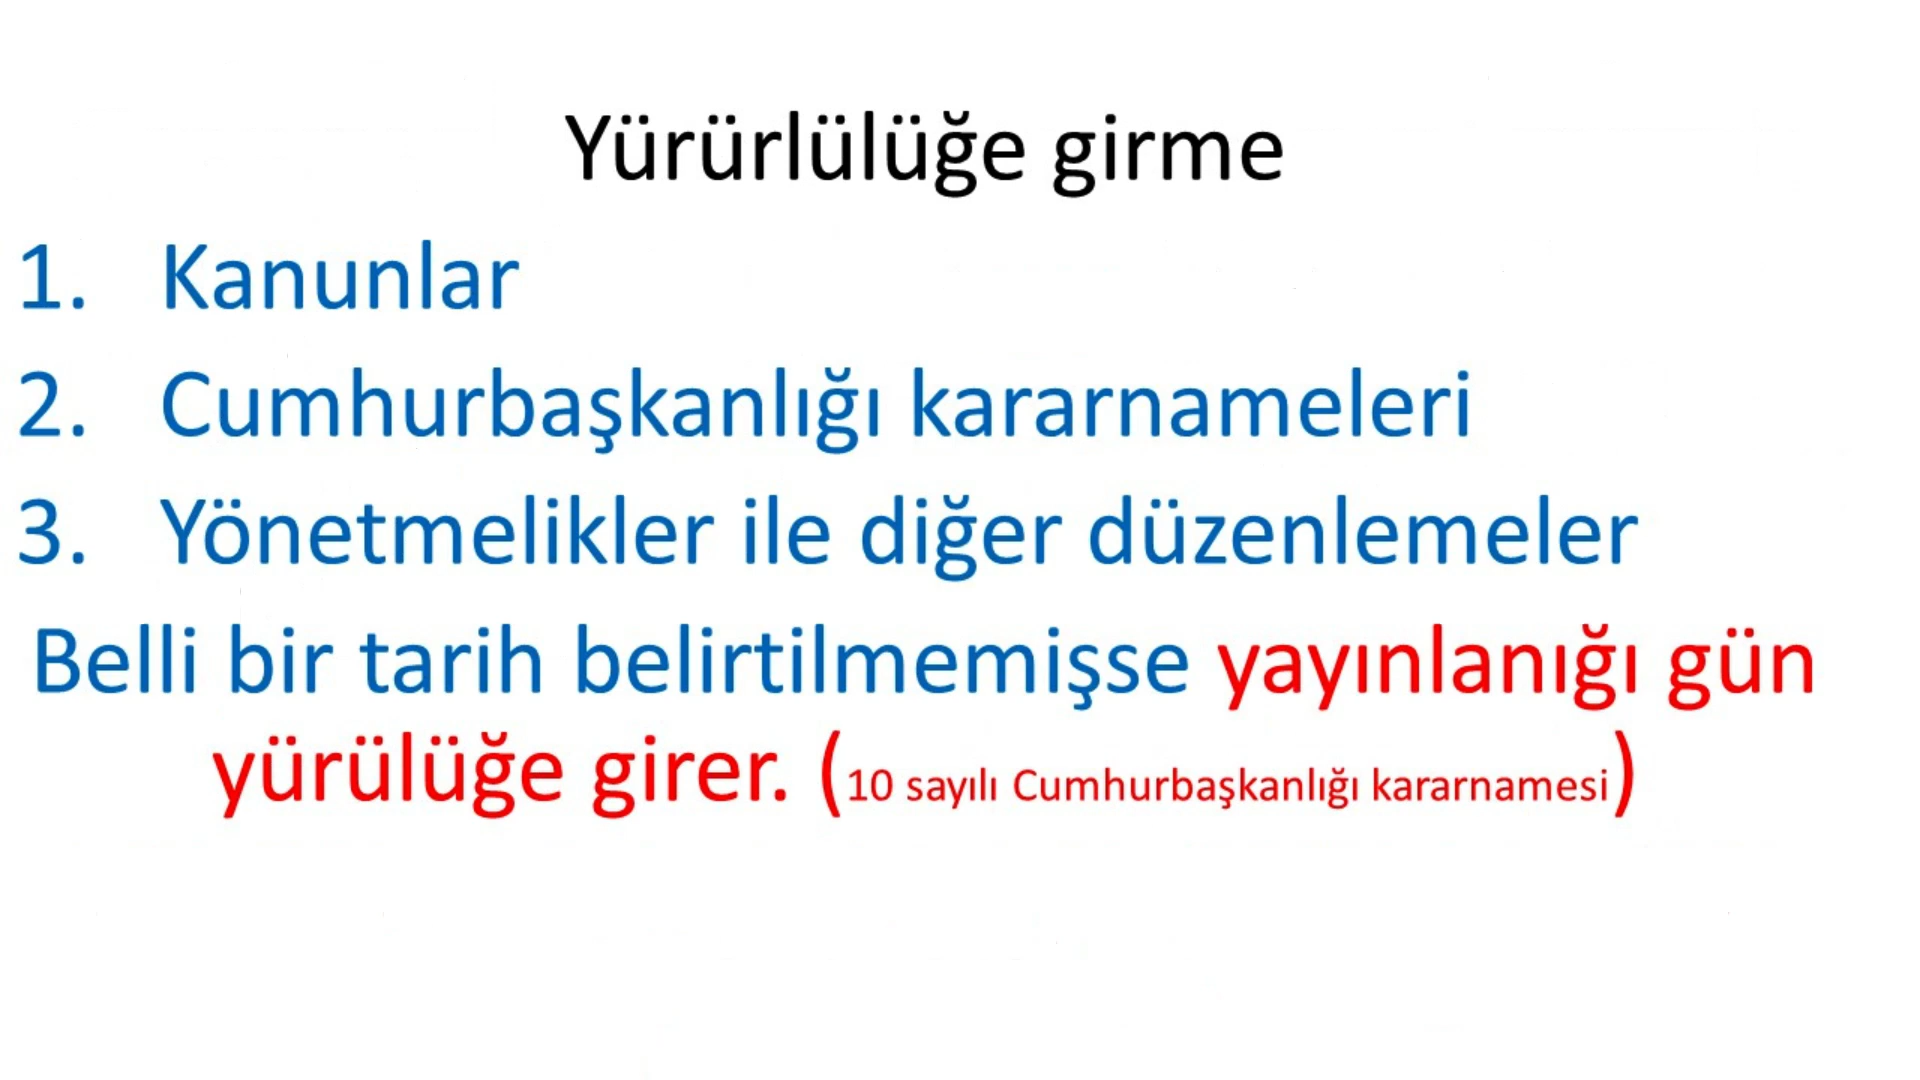 Yürürlülüğe girme
1. Kanunlar
2. Cumhurbaşkanlığı kararnameleri
3. Yönetmelikler ile diğer düzenlemeler
Belli bir tarih belirtilmemişse yayınlanığı gün
yürülüğe girer. (10 sayılı Cumhurbaşkanlığı kararnamesi)